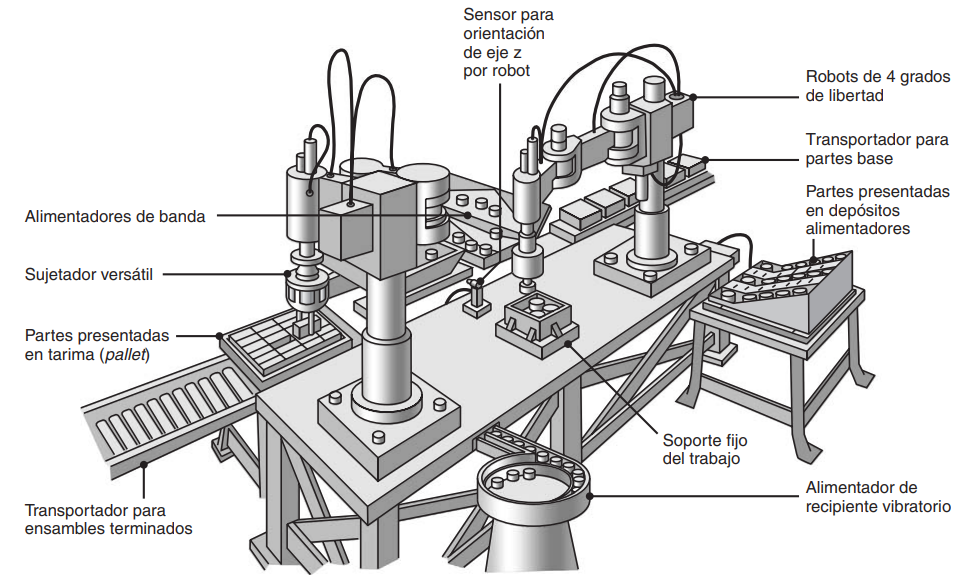 Sensor para
orientación
de eje z
por robot
Robots de 4 grados
de libertad
Transportador para
partes base
Partes presentadas
en depósitos
alimentadores
Alimentadores de banda
Sujetador versátil
Partes presentadas
en tarima (pallet)
Soporte fijo
del trabajo
Alimentador de
recipiente vibratorio
Transportador para
ensambles terminados